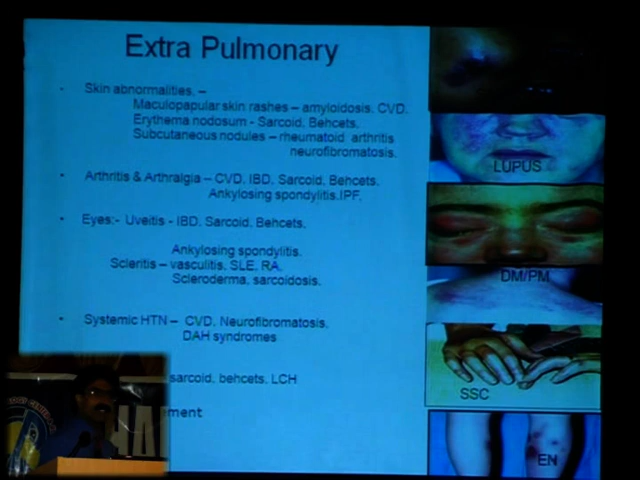 Extra Pulmonary
Skin abnormalities. –
Maculopapular skin rashes – amyloidosis. CVD.
Erythema nodosum - Sarcoid, Behcets.
Subcutaneous nodules – rheumatoid arthritis
neurofibromatosis.
Arthritis & Arthralgia – CVD. IBD. Sarcoid, Behcets.
Ankylosing spondylitis.IPF.
Eyes:- Uveitis - IBD. Sarcoid, Behcets.
Ankylosing spondylitis.
Scleritis – vasculitis, SLE, RA.
Scleroderma, sarcoidosis.
Systemic HTN – CVD. Neurofibromatosis.
DAH syndromes
sarcoid. behcets. LCH
ment
LUPUS
DM/PM
SSC
EN